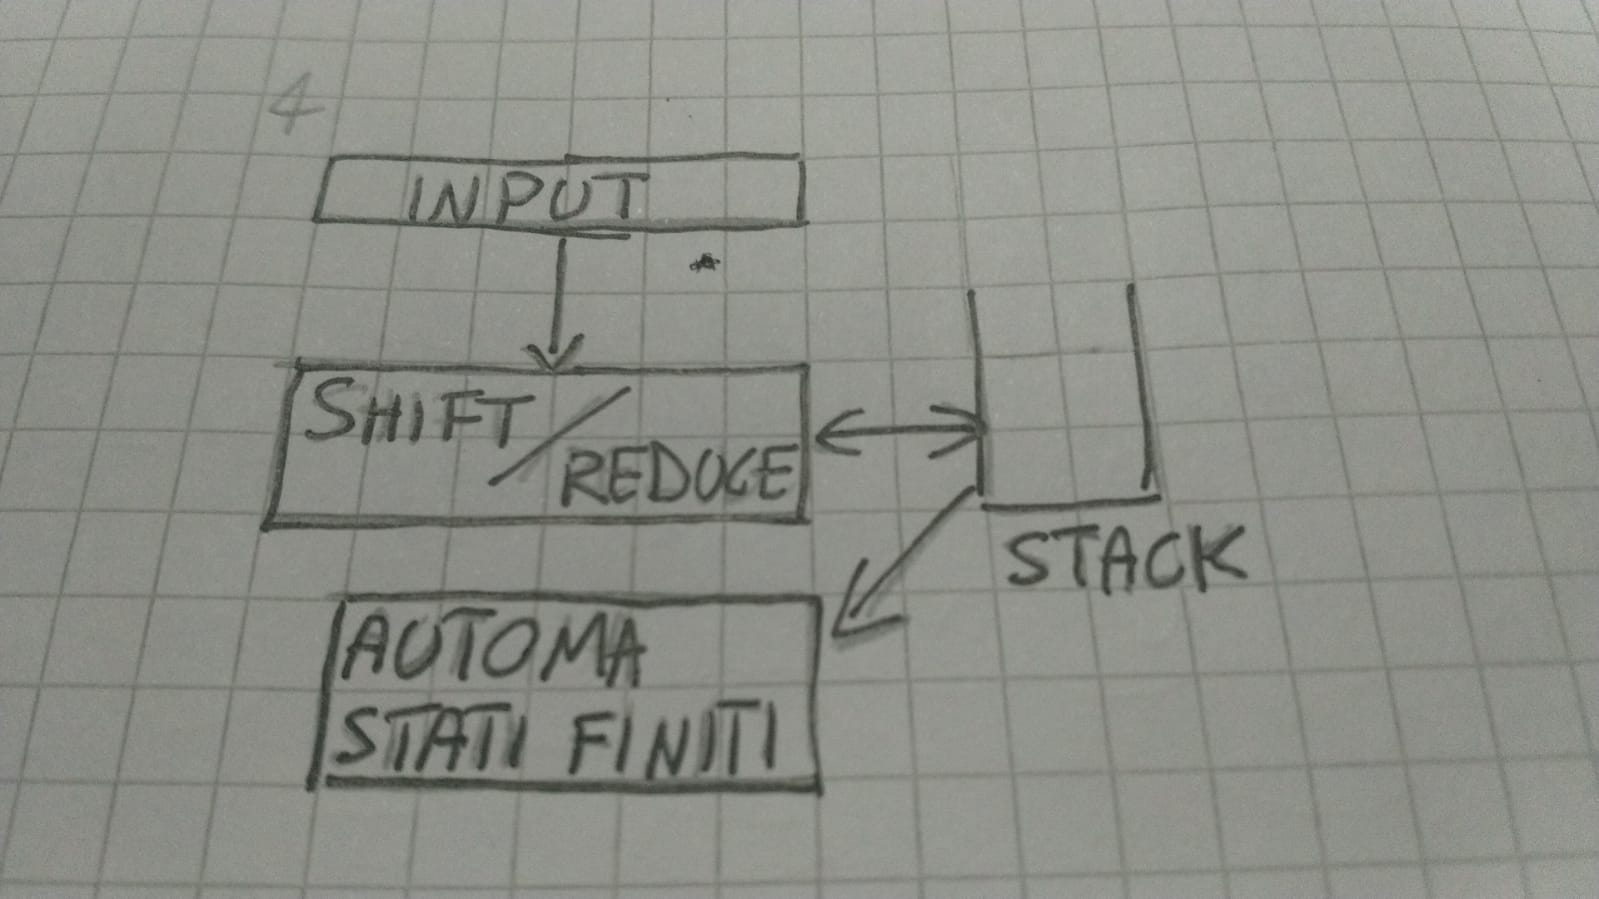 4
INPUT
SHIFT/
REDUCE
STACK
AUTOMA
STATI FINITI